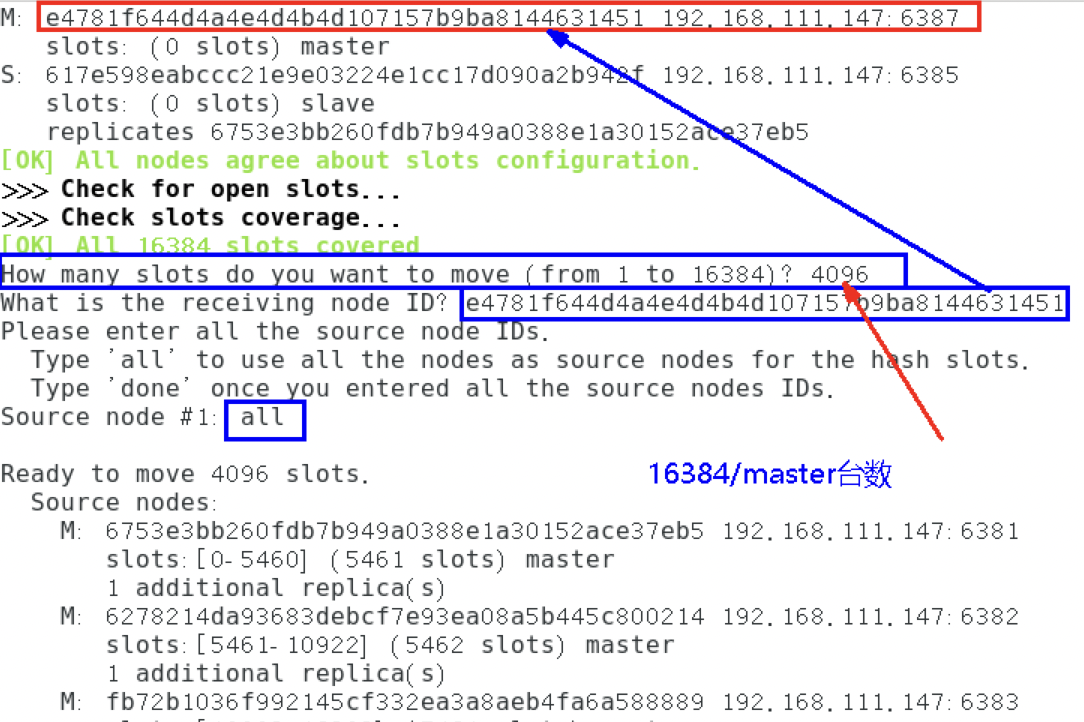 M: e4781f644d4a4e4d4b4d107157b9ba8144631451 192.168.111.147:6387
slots: (0 slots) master
S: 617e598eabccc21e9e03224e1cc17d090a2b942f 192.168.111.147:6385
slots: (0 slots) slave
replicates 6753e3bb260fdb7b949a0388e1a30152ace37eb5
[OK] All nodes agree about slots configuration.
>>> Check for open slots...
>>> Check slots coverage...
[OK] All 16384 slots covered
How many slots do you want to move (from 1 to 16384)? 4096
What is the receiving node ID? e4781f644d4a4e4d4b4d107157b9ba8144631451
Please enter all the source node IDs.
Type 'all' to use all the nodes as source nodes for the hash slots.
Type 'done' once you entered all the source nodes IDs.
Source node #1: all
Ready to move 4096 slots.
16384/master台数
Source nodes:
M: 6753e3bb260fdb7b949a0388e1a30152ace37eb5 192.168.111.147:6381
slots:[0-5460] (5461 slots) master
1 additional replica(s)
M: 6278214da93683debcf7e93ea08a5b445c800214 192.168.111.147:6382
slots:[5461-10922] (5462 slots) master
1 additional replica(s)
M: fb72b1036f992145cf332ea3a8aeb4fa6a588889 192.168.111.147:6383